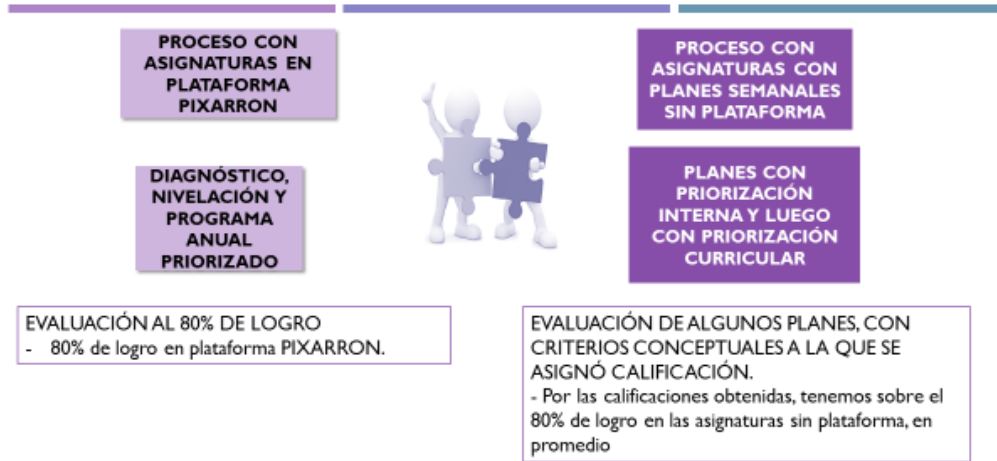 PROCESO CON
ASIGNATURAS EN
PLATAFORMA
PIXARRON
DIAGNÓSTICO,
NIVELACIÓN Y
PROGRAMA
ANUAL
PRIORIZADO
EVALUACIÓN AL 80% DE LOGRO
- 80% de logro en plataforma PIXARRON.
PROCESO CON
ASIGNATURAS CON
PLANES SEMANALES
SIN PLATAFORMA
PLANES CON
PRIORIZACIÓN
INTERNA Y LUEGO
CON PRIORIZACIÓN
CURRICULAR
EVALUACIÓN DE ALGUNOS PLANES, CON
CRITERIOS CONCEPTUALES A LA QUE SE
ASIGNÓ CALIFICACIÓN.
- Por las calificaciones obtenidas, tenemos sobre el
80% de logro en las asignaturas sin plataforma, en
promedio